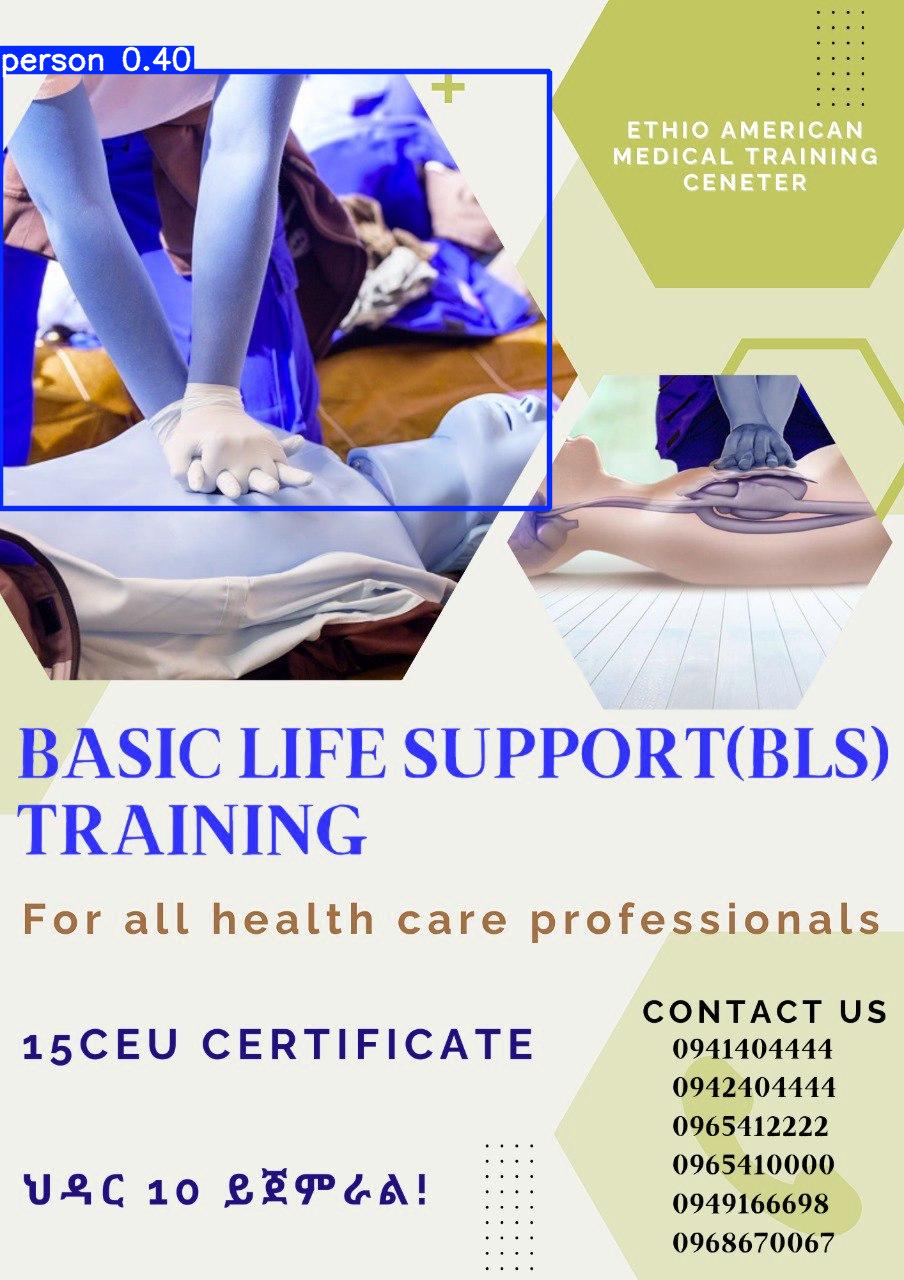 person 0.40
ETHIO AMERICAN
MEDICAL TRAINING
CENETER
BASIC LIFE SUPPORT(BLS)
TRAINING
For all health care professionals
15CEU CERTIFICATE
ህዳር 10 ይጀምራል!
CONTACT US
0941404444
0942404444
0965412222
0965410000
0949166698
0968670067